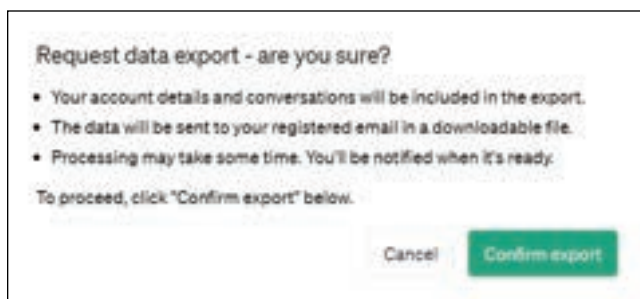 Request data export - are you sure?
• Your account details and conversations will be included in the export.
• The data will be sent to your registered email in a downloadable file.
• Processing may take some time. You'll be notified when it's ready.
To proceed, click "Confirm export" below.
Cancel Confirm export